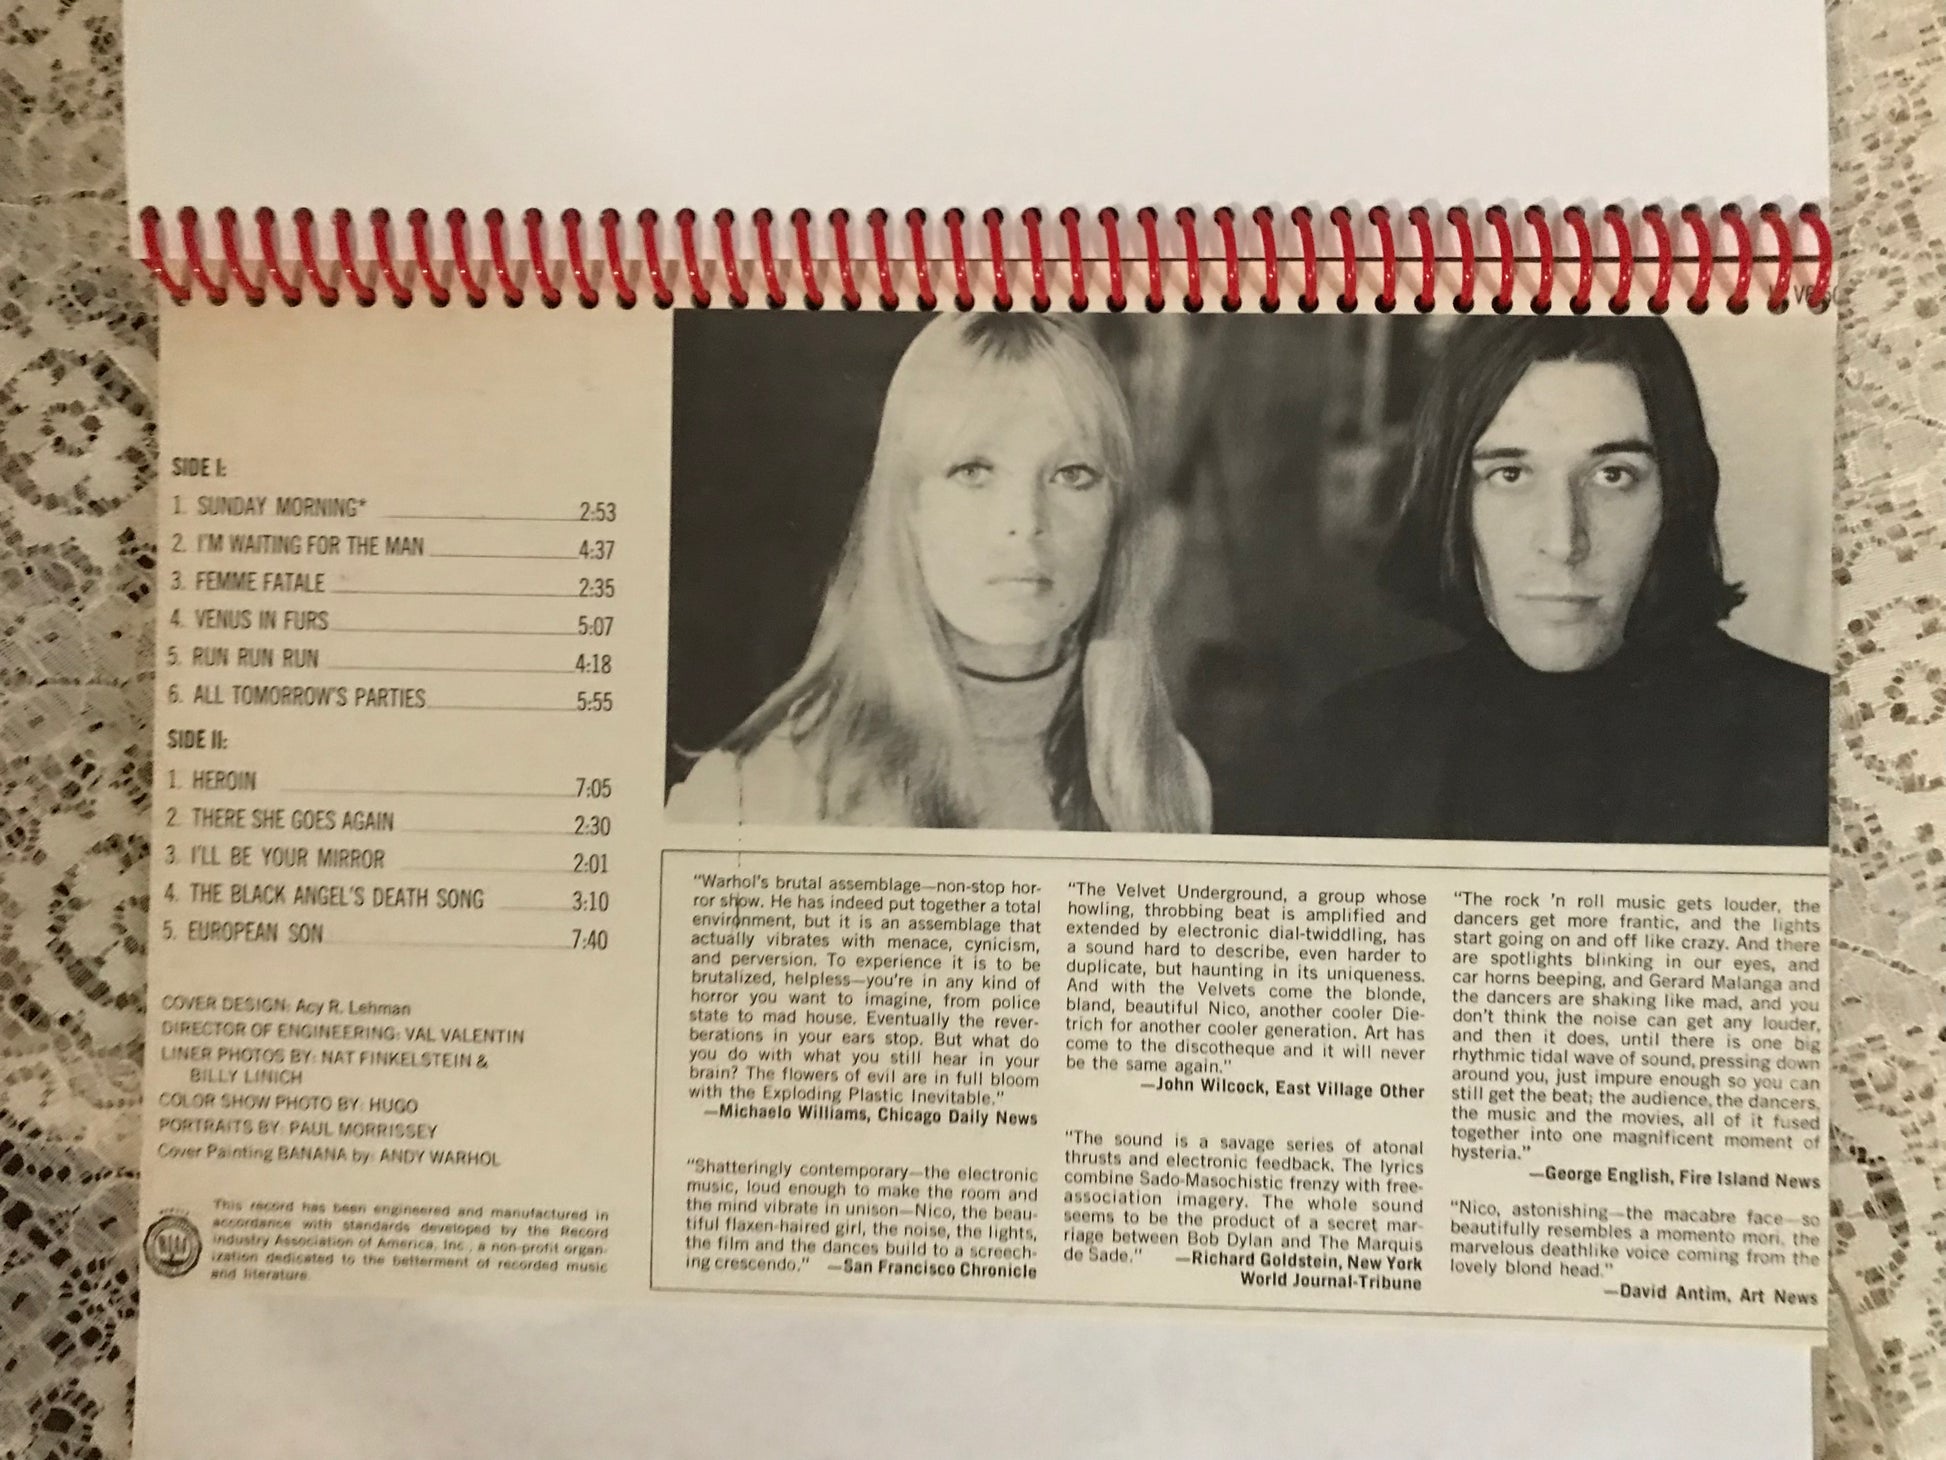 SIDE I:
1. SUNDAY MORNING* 2:53
2. I'M WAITING FOR THE MAN 4:37
3. FEMME FATALE 2:35
4. VENUS IN FURS 5:07
5. RUN RUN RUN 4:18
6. ALL TOMORROW'S PARTIES 5:55
SIDE II:
1. HEROIN 7:05
2. THERE SHE GOES AGAIN 2:30
3. I'LL BE YOUR MIRROR 2:01
4. THE BLACK ANGEL'S DEATH SONG 3:10
5. EUROPEAN SON 7:40
COVER DESIGN: Acy R. Lehman
DIRECTOR OF ENGINEERING: VAL VALENTIN
LINER PHOTOS BY: NAT FINKELSTEIN &
BILLY LINICH
COLOR SHOW PHOTO BY: HUGO
PORTRAITS BY: PAUL MORRISSEY
Cover Painting BANANA by: ANDY WARHOL
RIAA
This record has been engineered and manufactured in
accordance with standards developed by the Record
Industry Association of America, Inc., a non-profit organ-
ization dedicated to the betterment of recorded music
and literature.
"Warhol's brutal assemblage—non-stop hor-
ror show. He has indeed put together a total
environment, but it is an assemblage that
actually vibrates with menace, cynicism,
and perversion. To experience it is to be
brutalized, helpless—you're in any kind of
horror you want to imagine, from police
state to mad house. Eventually the rever-
berations in your ears stop. But what do
you do with what you still hear in your
brain? The flowers of evil are in full bloom
with the Exploding Plastic Inevitable."
—Michaelo Williams, Chicago Daily News
"Shatteringly contemporary—the electronic
music, loud enough to make the room and
the mind vibrate in unison—Nico, the beau-
tiful flaxen-haired girl, the noise, the lights,
the film and the dances build to a screech-
ing crescendo." —San Francisco Chronicle
"The Velvet Underground, a group whose
howling, throbbing beat is amplified and
extended by electronic dial-twiddling, has
a sound hard to describe, even harder to
duplicate, but haunting in its uniqueness.
And with the Velvets come the blonde,
bland, beautiful Nico, another cooler Die-
trich for another cooler generation. Art has
come to the discotheque and it will never
be the same again."
—John Wilcock, East Village Other
"The sound is a savage series of atonal
thrusts and electronic feedback. The lyrics
combine Sado-Masochistic frenzy with free-
association imagery. The whole sound
seems to be the product of a secret mar-
riage between Bob Dylan and The Marquis
de Sade." —Richard Goldstein, New York
World Journal-Tribune
"The rock 'n roll music gets louder, the
dancers get more frantic, and the lights
start going on and off like crazy. And there
are spotlights blinking in our eyes, and
car horns beeping, and Gerard Malanga and
the dancers are shaking like mad, and you
don't think the noise can get any louder,
and then it does, until there is one big
rhythmic tidal wave of sound, pressing down
around you, just impure enough so you can
still get the beat; the audience, the dancers,
the music and the movies, all of it fused
together into one magnificent moment of
hysteria."
—George English, Fire Island News
"Nico, astonishing—the macabre face—so
beautifully resembles a momento mori, the
marvelous deathlike voice coming from the
lovely blond head."
—David Antim, Art News